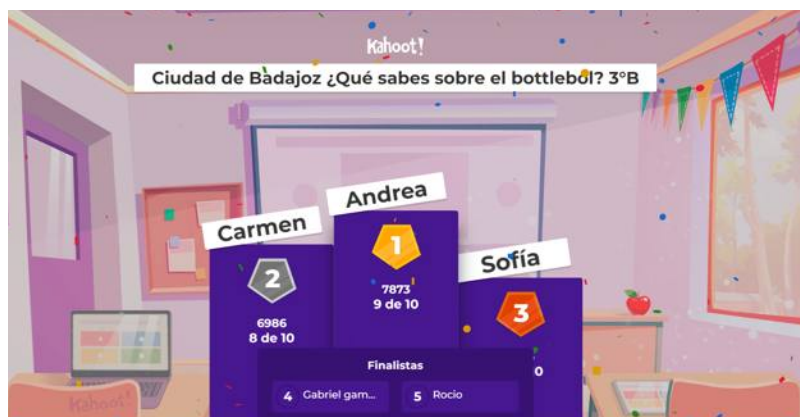 Kahoot!
Ciudad de Badajoz ¿Qué sabes sobre el bottlebol? 3ºB
Andrea
1
7873
9 de 10
Carmen
2
6986
8 de 10
Sofía
3
0
Finalistas
4 Gabriel gam...
5 Rocio
Kahoot!